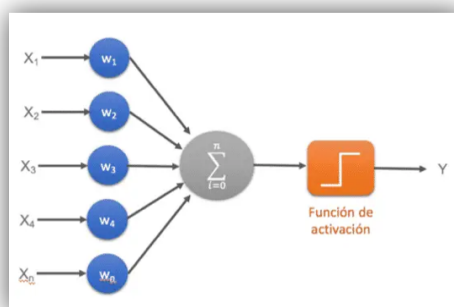 X1
w1
X2
w2
X3
w3
X4
w4
Xn
wn
n
∑
i=0
Y
Función de
activación